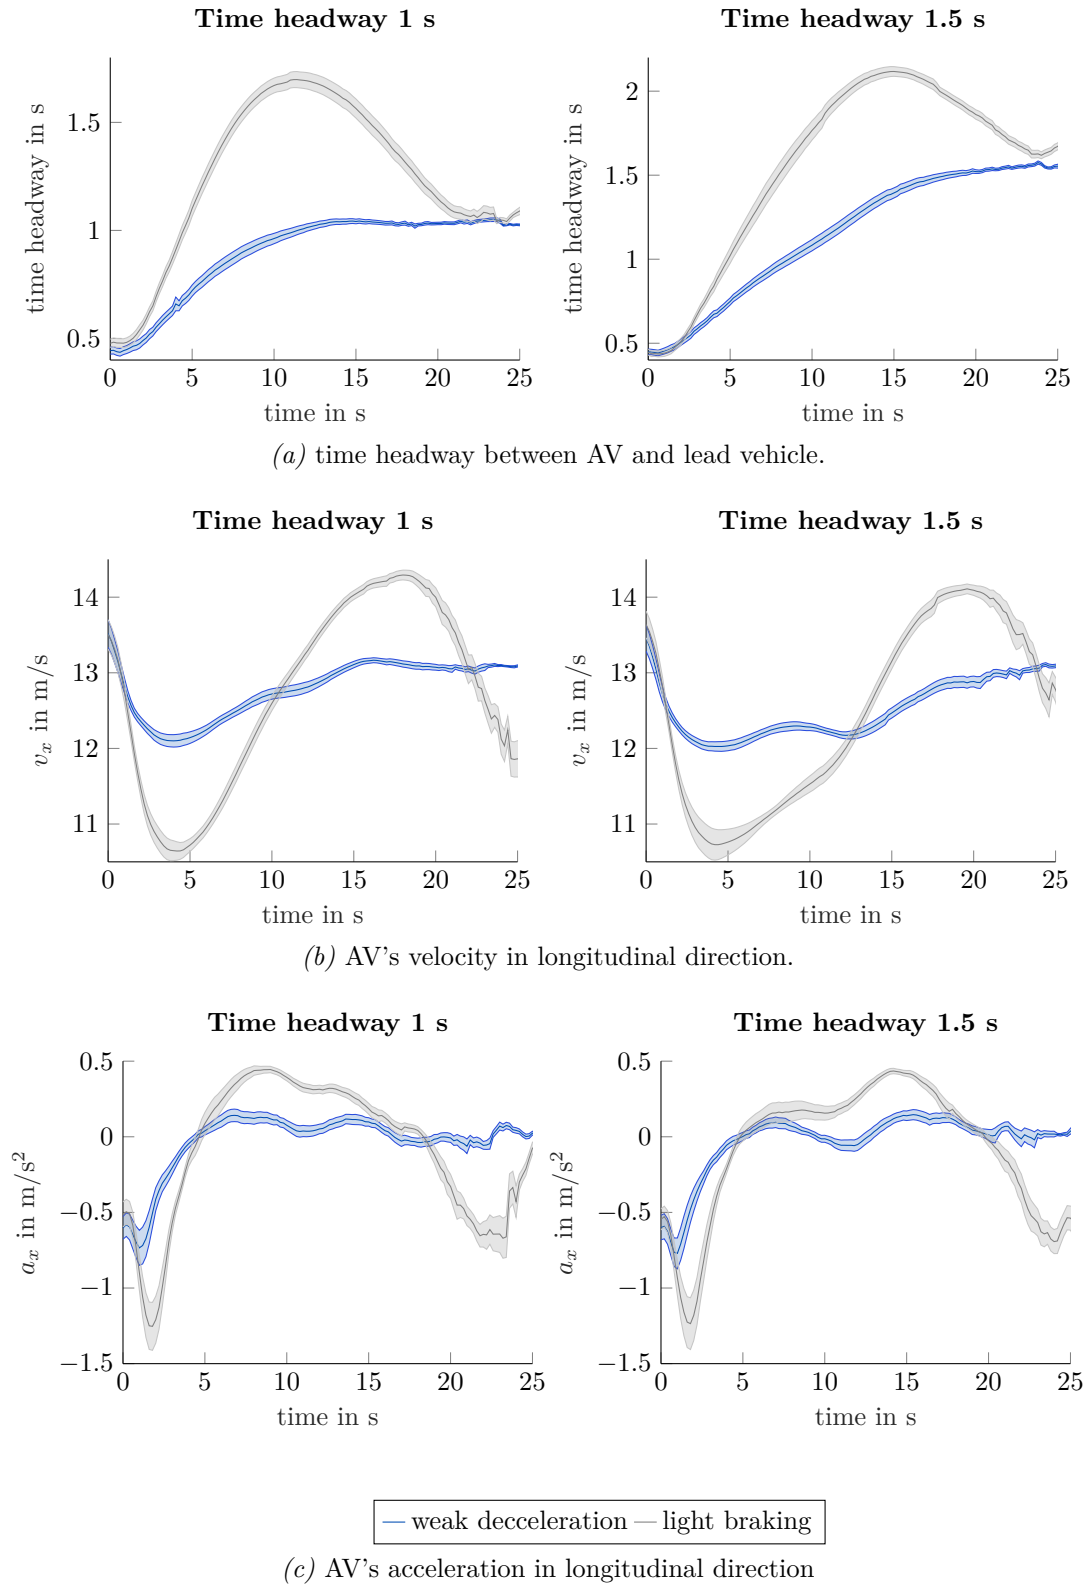 Time headway 1 s
time headway in s
1.5
1
0.5
0 5 10 15 20 25
time in s
Time headway 1.5 s
time headway in s
2
1.5
1
0.5
0 5 10 15 20 25
time in s
(a) time headway between AV and lead vehicle.
Time headway 1 s
v_x in m/s
14
13
12
11
0 5 10 15 20 25
time in s
Time headway 1.5 s
v_x in m/s
14
13
12
11
0 5 10 15 20 25
time in s
(b) AV's velocity in longitudinal direction.
Time headway 1 s
a_x in m/s²
0.5
0
−0.5
−1
−1.5
0 5 10 15 20 25
time in s
Time headway 1.5 s
a_x in m/s²
0.5
0
−0.5
−1
−1.5
0 5 10 15 20 25
time in s
weak decceleration light braking
(c) AV's acceleration in longitudinal direction